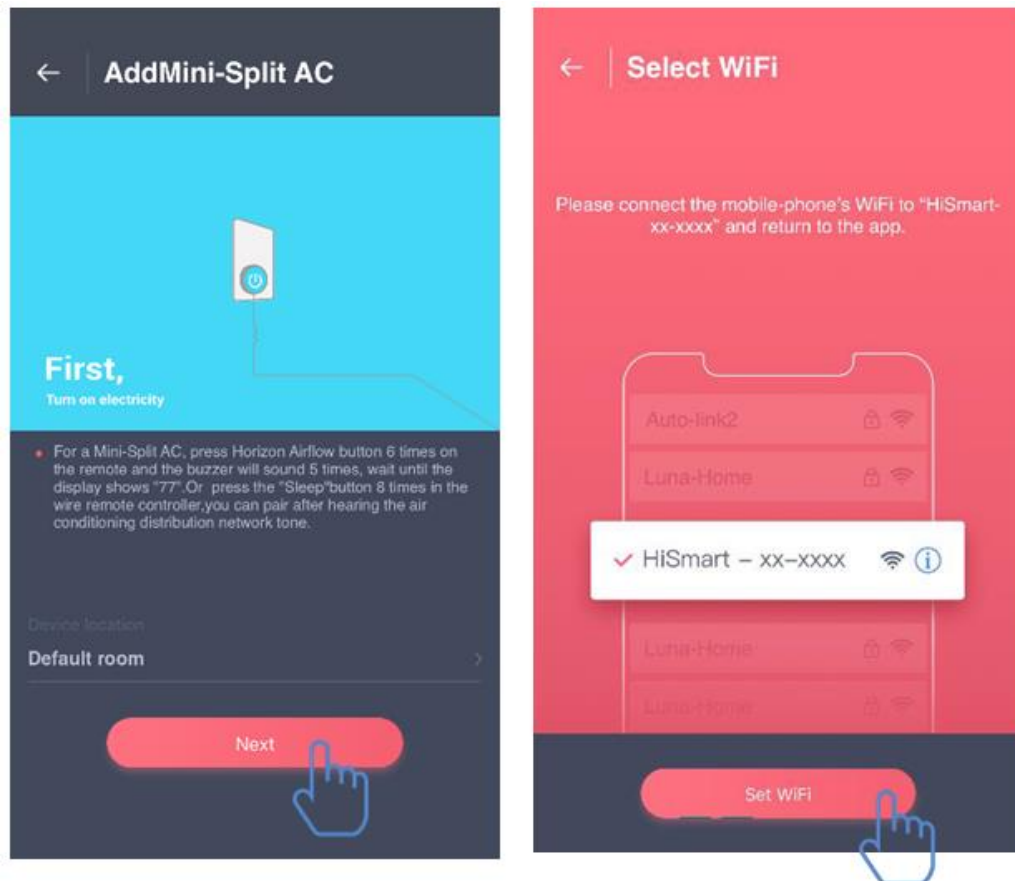 AddMini-Split AC
First,
Turn on electricity
For a Mini-Split AC, press Horizon Airflow button 6 times on
the remote and the buzzer will sound 5 times, wait until the
display shows "77".Or press the "Sleep"button 8 times in the
wire remote controller,you can pair after hearing the air
conditioning distribution network tone.
Device location
Default room
Next
Select WiFi
Please connect the mobile-phone's WiFi to "HiSmart-
xx-xxxx" and return to the app.
Auto-link2
Luna-Home
HiSmart – xx–xxxx
Luna-Home
Luna-Home
Set WiFi